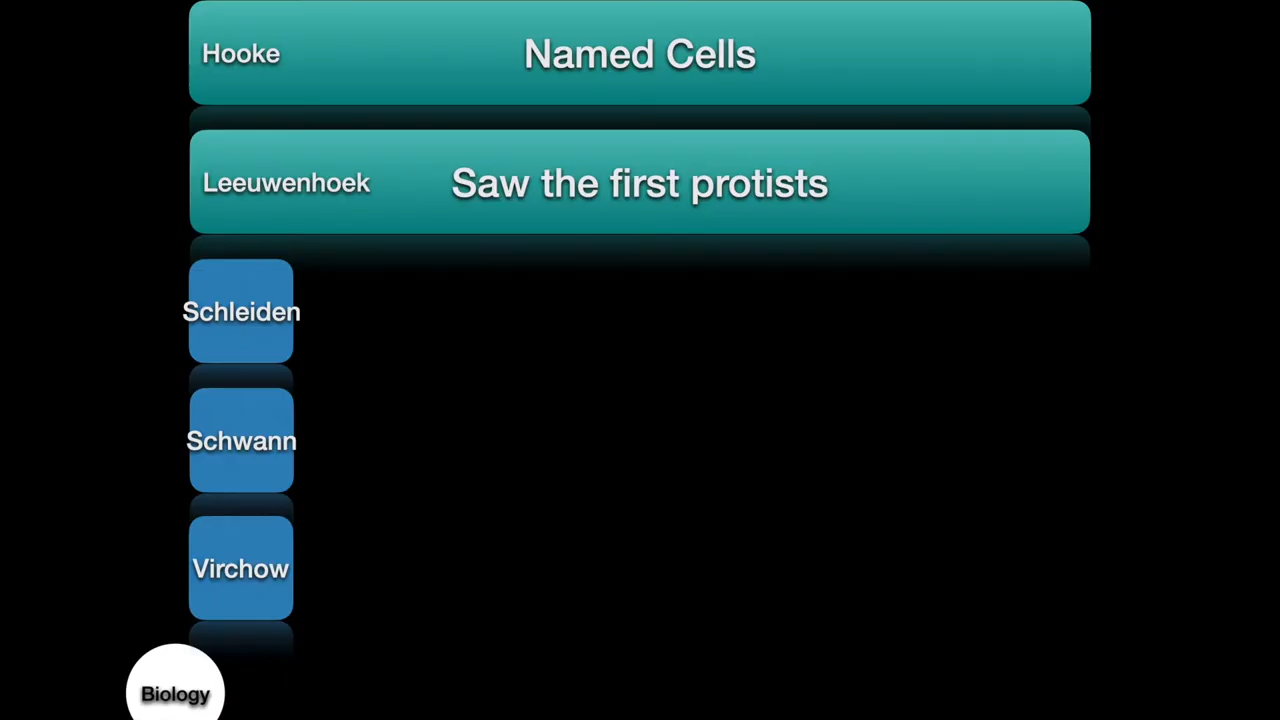 Hooke Named Cells
Leeuwenhoek Saw the first protists
Schleiden
Schwann
Virchow
Biology